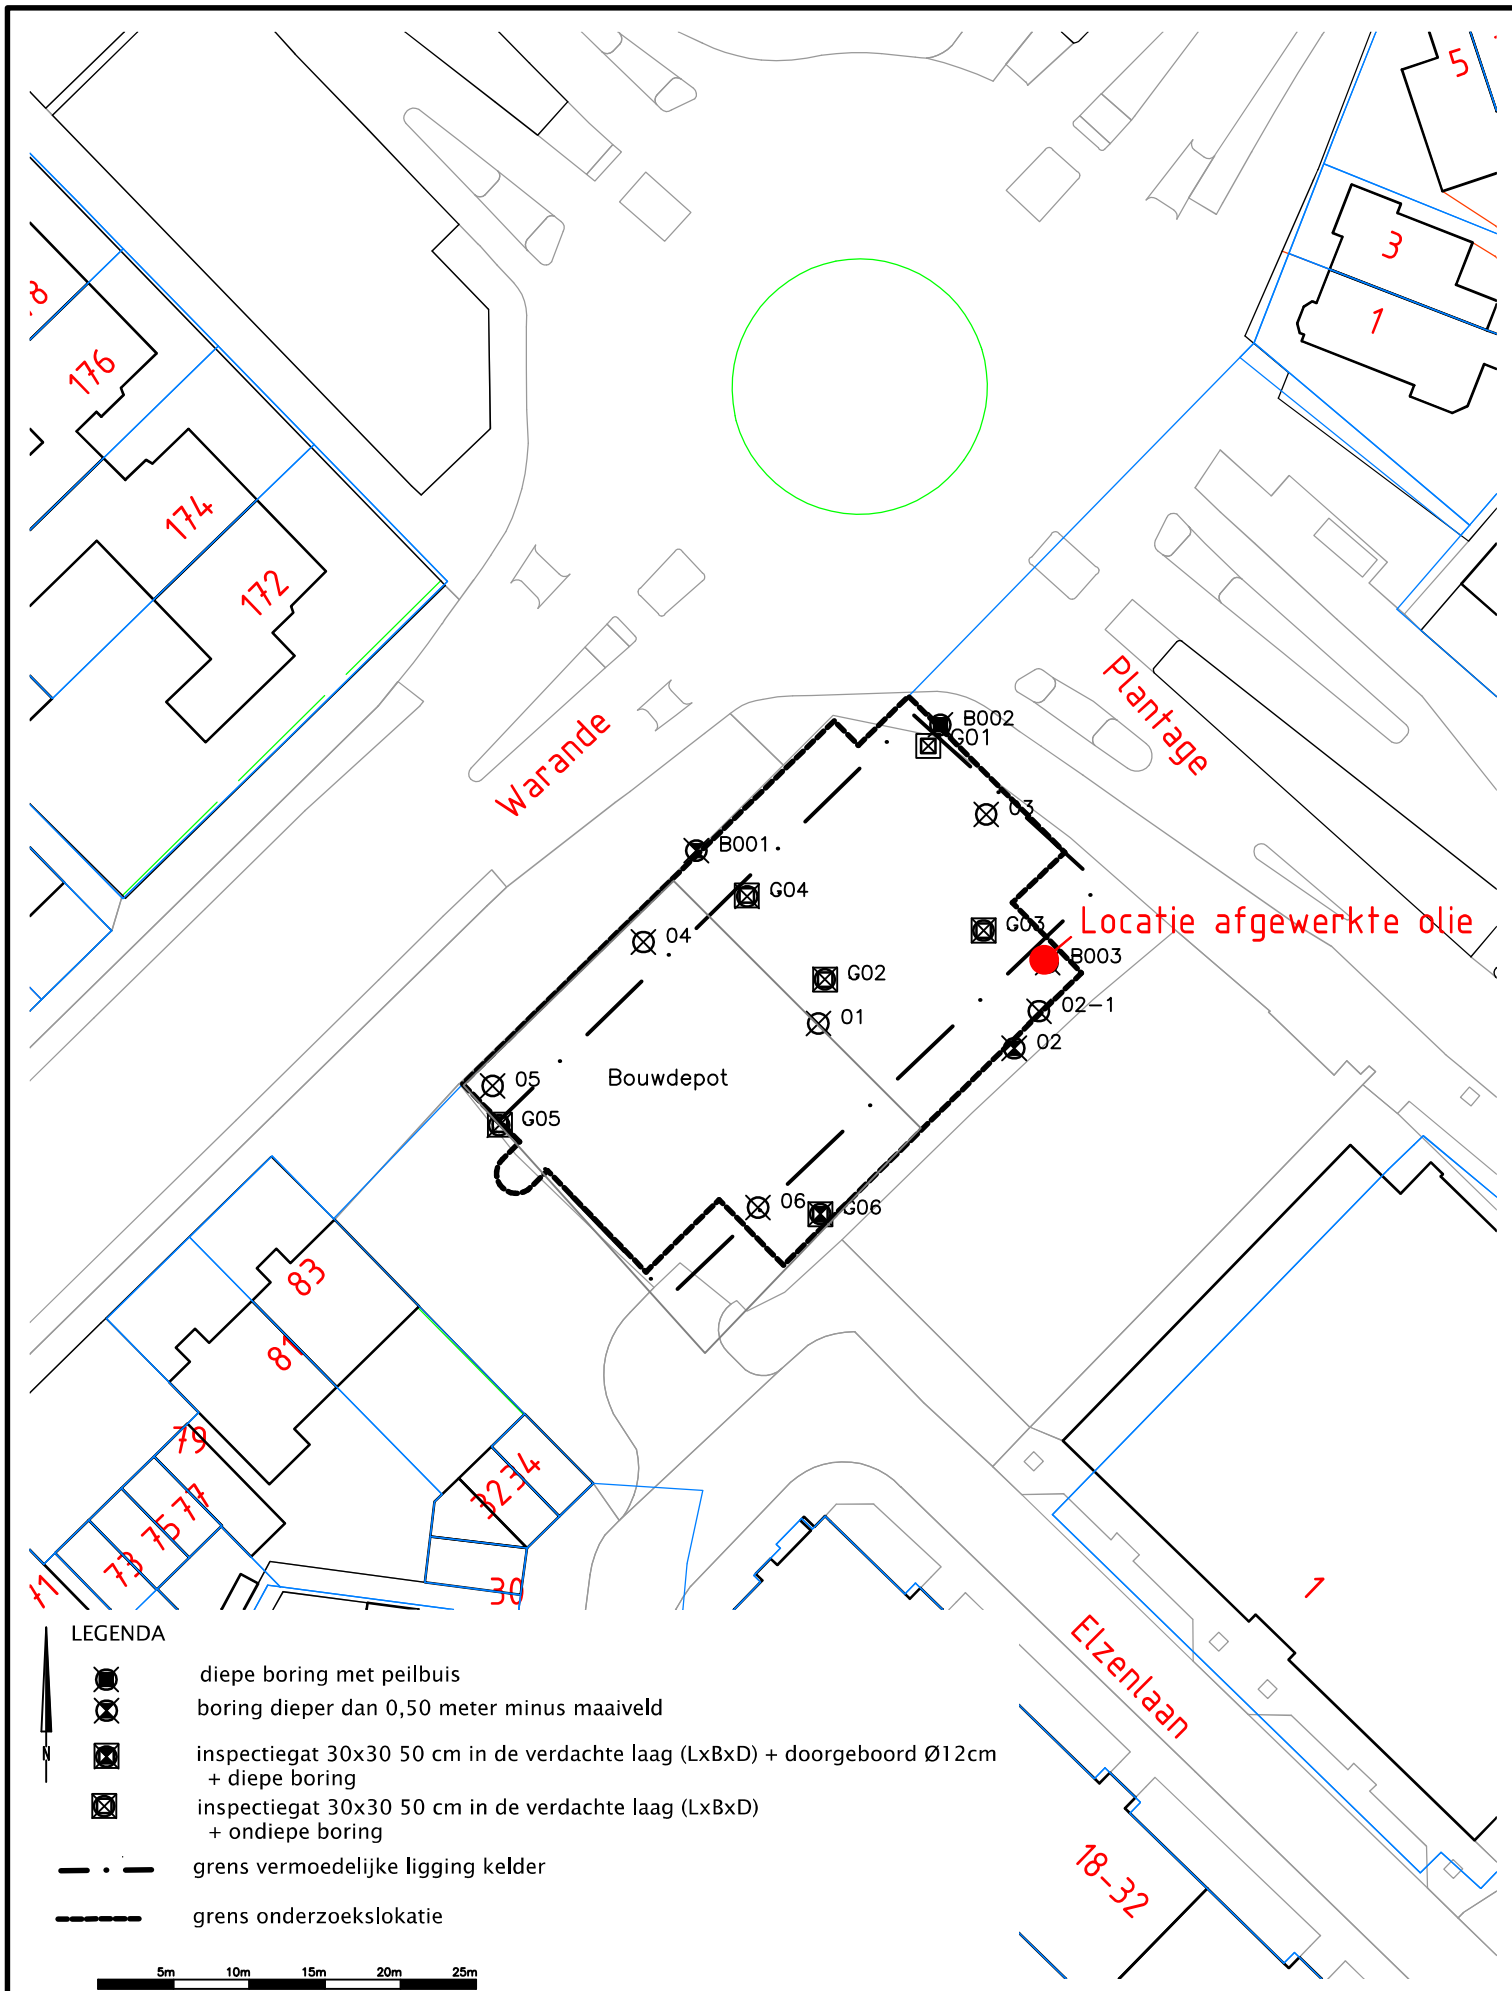 5
3
1
176
174
172
Warande
Plantage
B002
G01
03
B001
G04
G03
Locatie afgewerkte olie
04
B003
G02
02-1
01
02
05
Bouwdepot
G05
06
G06
83
81
79
77
75
73
71
32
34
30
1
Elzenlaan
18-32
LEGENDA
diepe boring met peilbuis
boring dieper dan 0,50 meter minus maaiveld
N
inspectiegat 30x30 50 cm in de verdachte laag (LxBxD) + doorgeboord Ø12cm
+ diepe boring
inspectiegat 30x30 50 cm in de verdachte laag (LxBxD)
+ ondiepe boring
grens vermoedelijke ligging kelder
grens onderzoekslokatie
5m 10m 15m 20m 25m